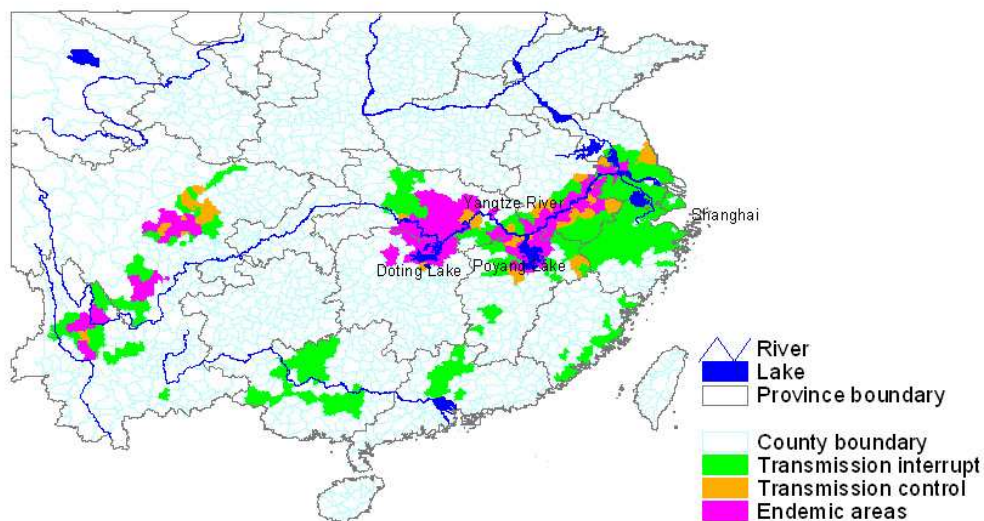 Yangtze River
Shanghai
Doting Lake
Poyang Lake
River
Lake
Province boundary
County boundary
Transmission interrupt
Transmission control
Endemic areas